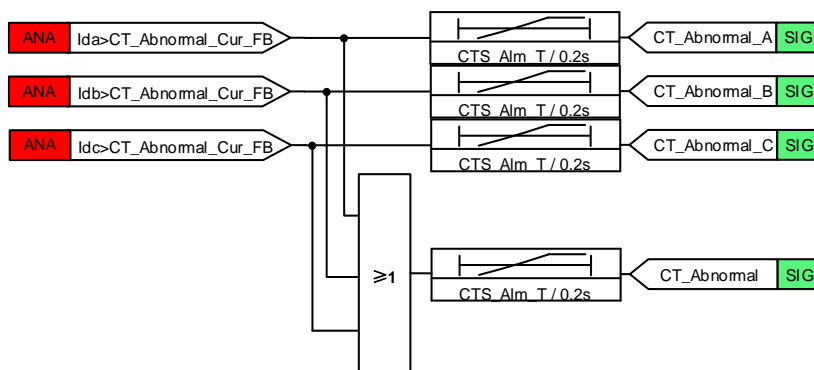 ANA Ida>CT_Abnormal_Cur_FB CTS_Alm_T / 0.2s CT_Abnormal_A SIG
ANA Idb>CT_Abnormal_Cur_FB CTS_Alm_T / 0.2s CT_Abnormal_B SIG
ANA Idc>CT_Abnormal_Cur_FB CTS_Alm_T / 0.2s CT_Abnormal_C SIG
≥1 CTS_Alm_T / 0.2s CT_Abnormal SIG